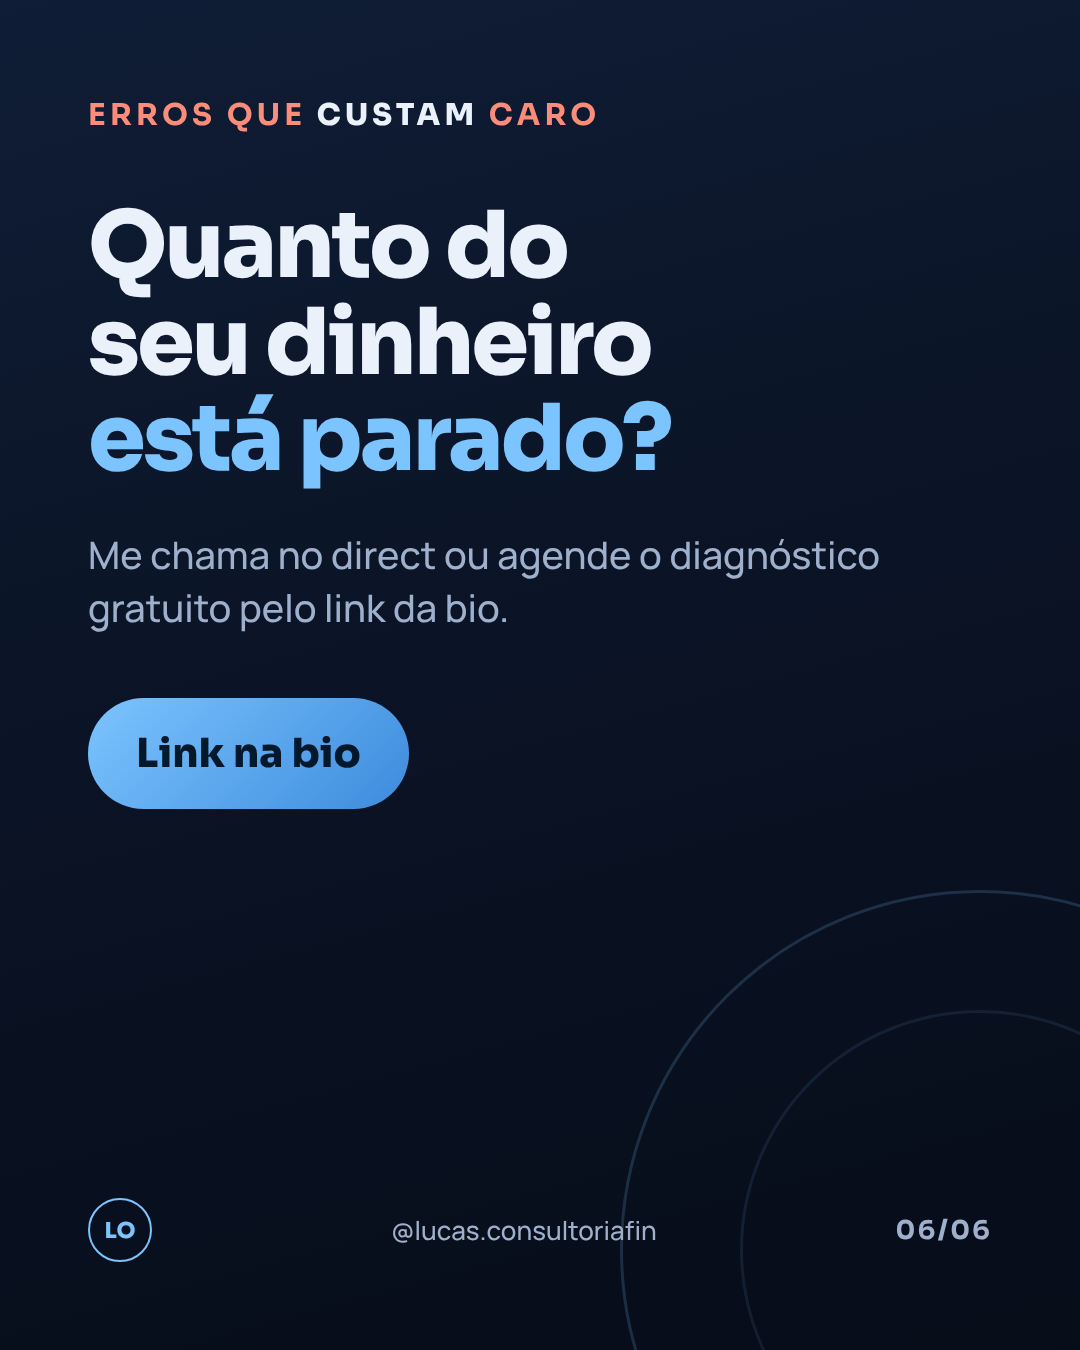 ERROS QUE CUSTAM CARO
Quanto do
seu dinheiro
está parado?
Me chama no direct ou agende o diagnóstico
gratuito pelo link da bio.
Link na bio
LO
@lucas.consultoriafin
06/06